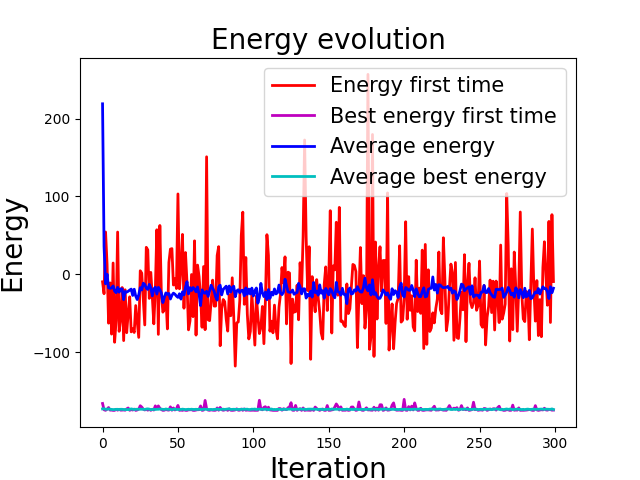 Energy evolution
Energy first time
Best energy first time
Average energy
Average best energy
Energy
200
100
0
−100
0
50
100
150
200
250
300
Iteration